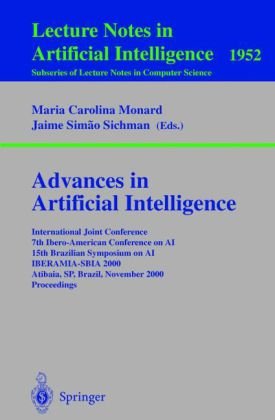 Lecture Notes in
Artificial Intelligence 1952
Subseries of Lecture Notes in Computer Science
Maria Carolina Monard
Jaime Simão Sichman (Eds.)
Advances in
Artificial Intelligence
International Joint Conference
7th Ibero-American Conference on AI
15th Brazilian Symposium on AI
IBERAMIA-SBIA 2000
Atibaia, SP, Brazil, November 2000
Proceedings
Springer